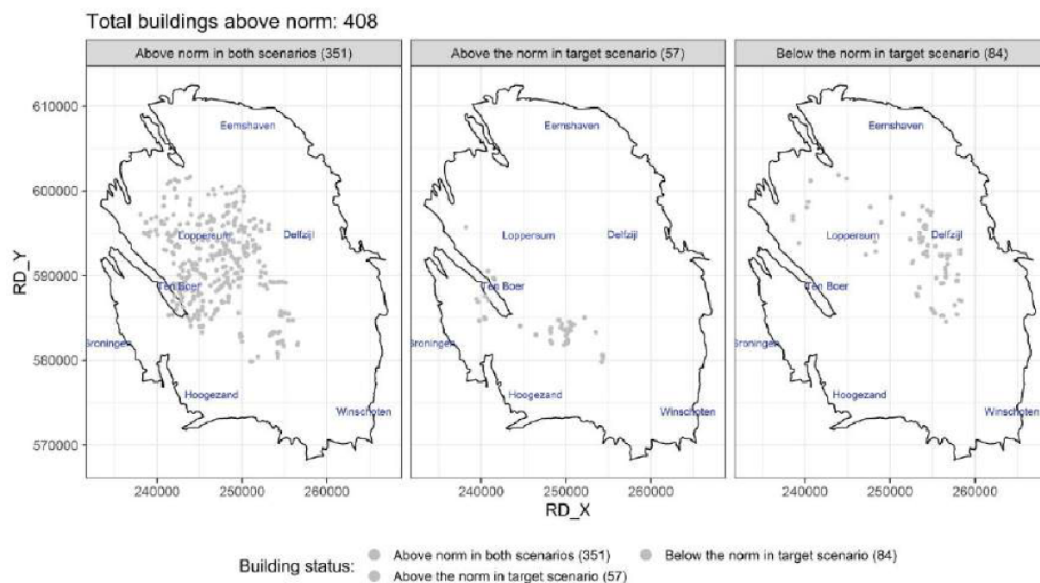 Total buildings above norm: 408
Above norm in both scenarios (351)
Above the norm in target scenario (57)
Below the norm in target scenario (84)
610000
600000
590000
580000
570000
RD_Y
Eemshaven
Loppersum
Delfzijl
Ten Boer
Groningen
Hoogezand
Winschoten
Eemshaven
Loppersum
Delfzijl
Ten Boer
Groningen
Hoogezand
Winschoten
Eemshaven
Loppersum
Delfzijl
Ten Boer
Groningen
Hoogezand
Winschoten
240000 250000 260000
240000 250000 260000
240000 250000 260000
RD_X
Building status:
Above norm in both scenarios (351)
Below the norm in target scenario (84)
Above the norm in target scenario (57)